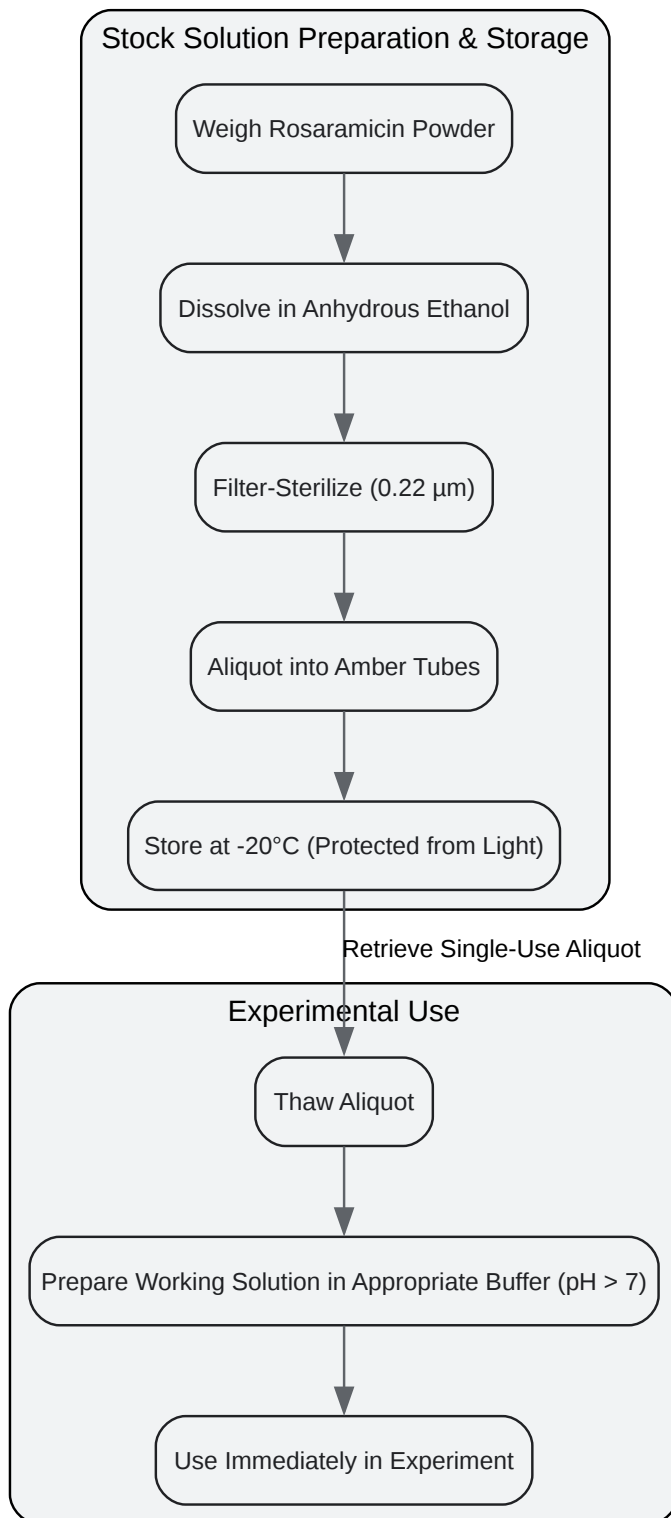 Stock Solution Preparation & Storage
Weigh Rosaramicin Powder
Dissolve in Anhydrous Ethanol
Filter-Sterilize (0.22 µm)
Aliquot into Amber Tubes
Store at -20°C (Protected from Light)
Retrieve Single-Use Aliquot
Experimental Use
Thaw Aliquot
Prepare Working Solution in Appropriate Buffer (pH > 7)
Use Immediately in Experiment